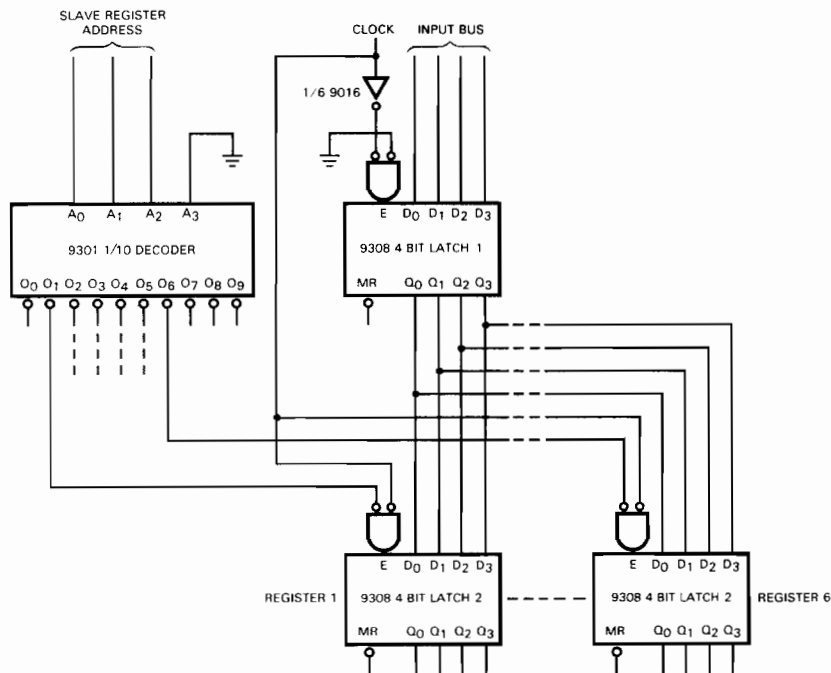 SLAVE REGISTER
ADDRESS
CLOCK
INPUT BUS
1/6 9016
A0 A1 A2 A3
9301 1/10 DECODER
O0 O1 O2 O3 O4 O5 O6 O7 O8 O9
E D0 D1 D2 D3
9308 4 BIT LATCH 1
MR Q0 Q1 Q2 Q3
E D0 D1 D2 D3
REGISTER 1
9308 4 BIT LATCH 2
MR Q0 Q1 Q2 Q3
E D0 D1 D2 D3
9308 4 BIT LATCH 2
REGISTER 6
MR Q0 Q1 Q2 Q3